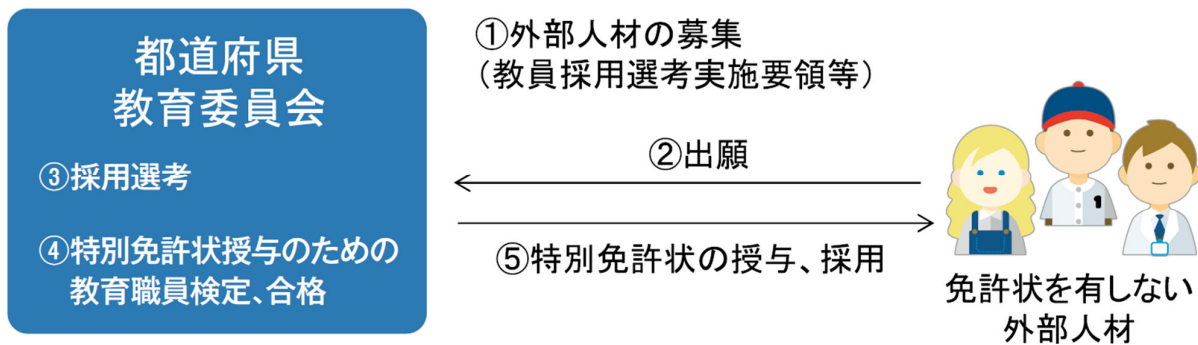 都道府県
教育委員会
③採用選考
④特別免許状授与のための
教育職員検定、合格
①外部人材の募集
（教員採用選考実施要領等）
②出願
⑤特別免許状の授与、採用
1
免許状を有しない
外部人材